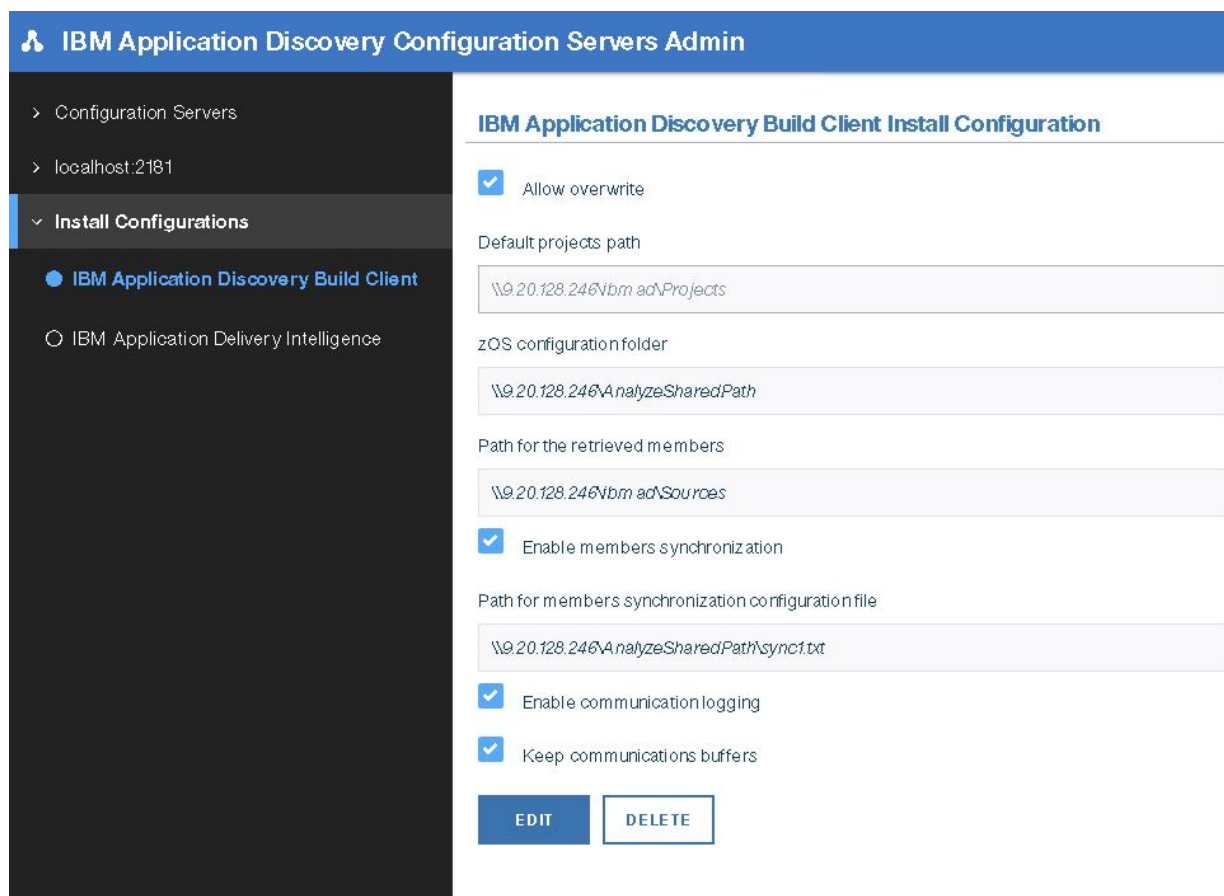 IBM Application Discovery Configuration Servers Admin
Configuration Servers
localhost:2181
Install Configurations
IBM Application Discovery Build Client
IBM Application Delivery Intelligence
IBM Application Discovery Build Client Install Configuration
Allow overwrite
Default projects path
\\9.20.128.246\ibm ad\Projects
zOS configuration folder
\\9.20.128.246\AnalyzeSharedPath
Path for the retrieved members
\\9.20.128.246\ibm ad\Sources
Enable members synchronization
Path for members synchronization configuration file
\\9.20.128.246\AnalyzeSharedPath\sync1.txt
Enable communication logging
Keep communications buffers
EDIT DELETE